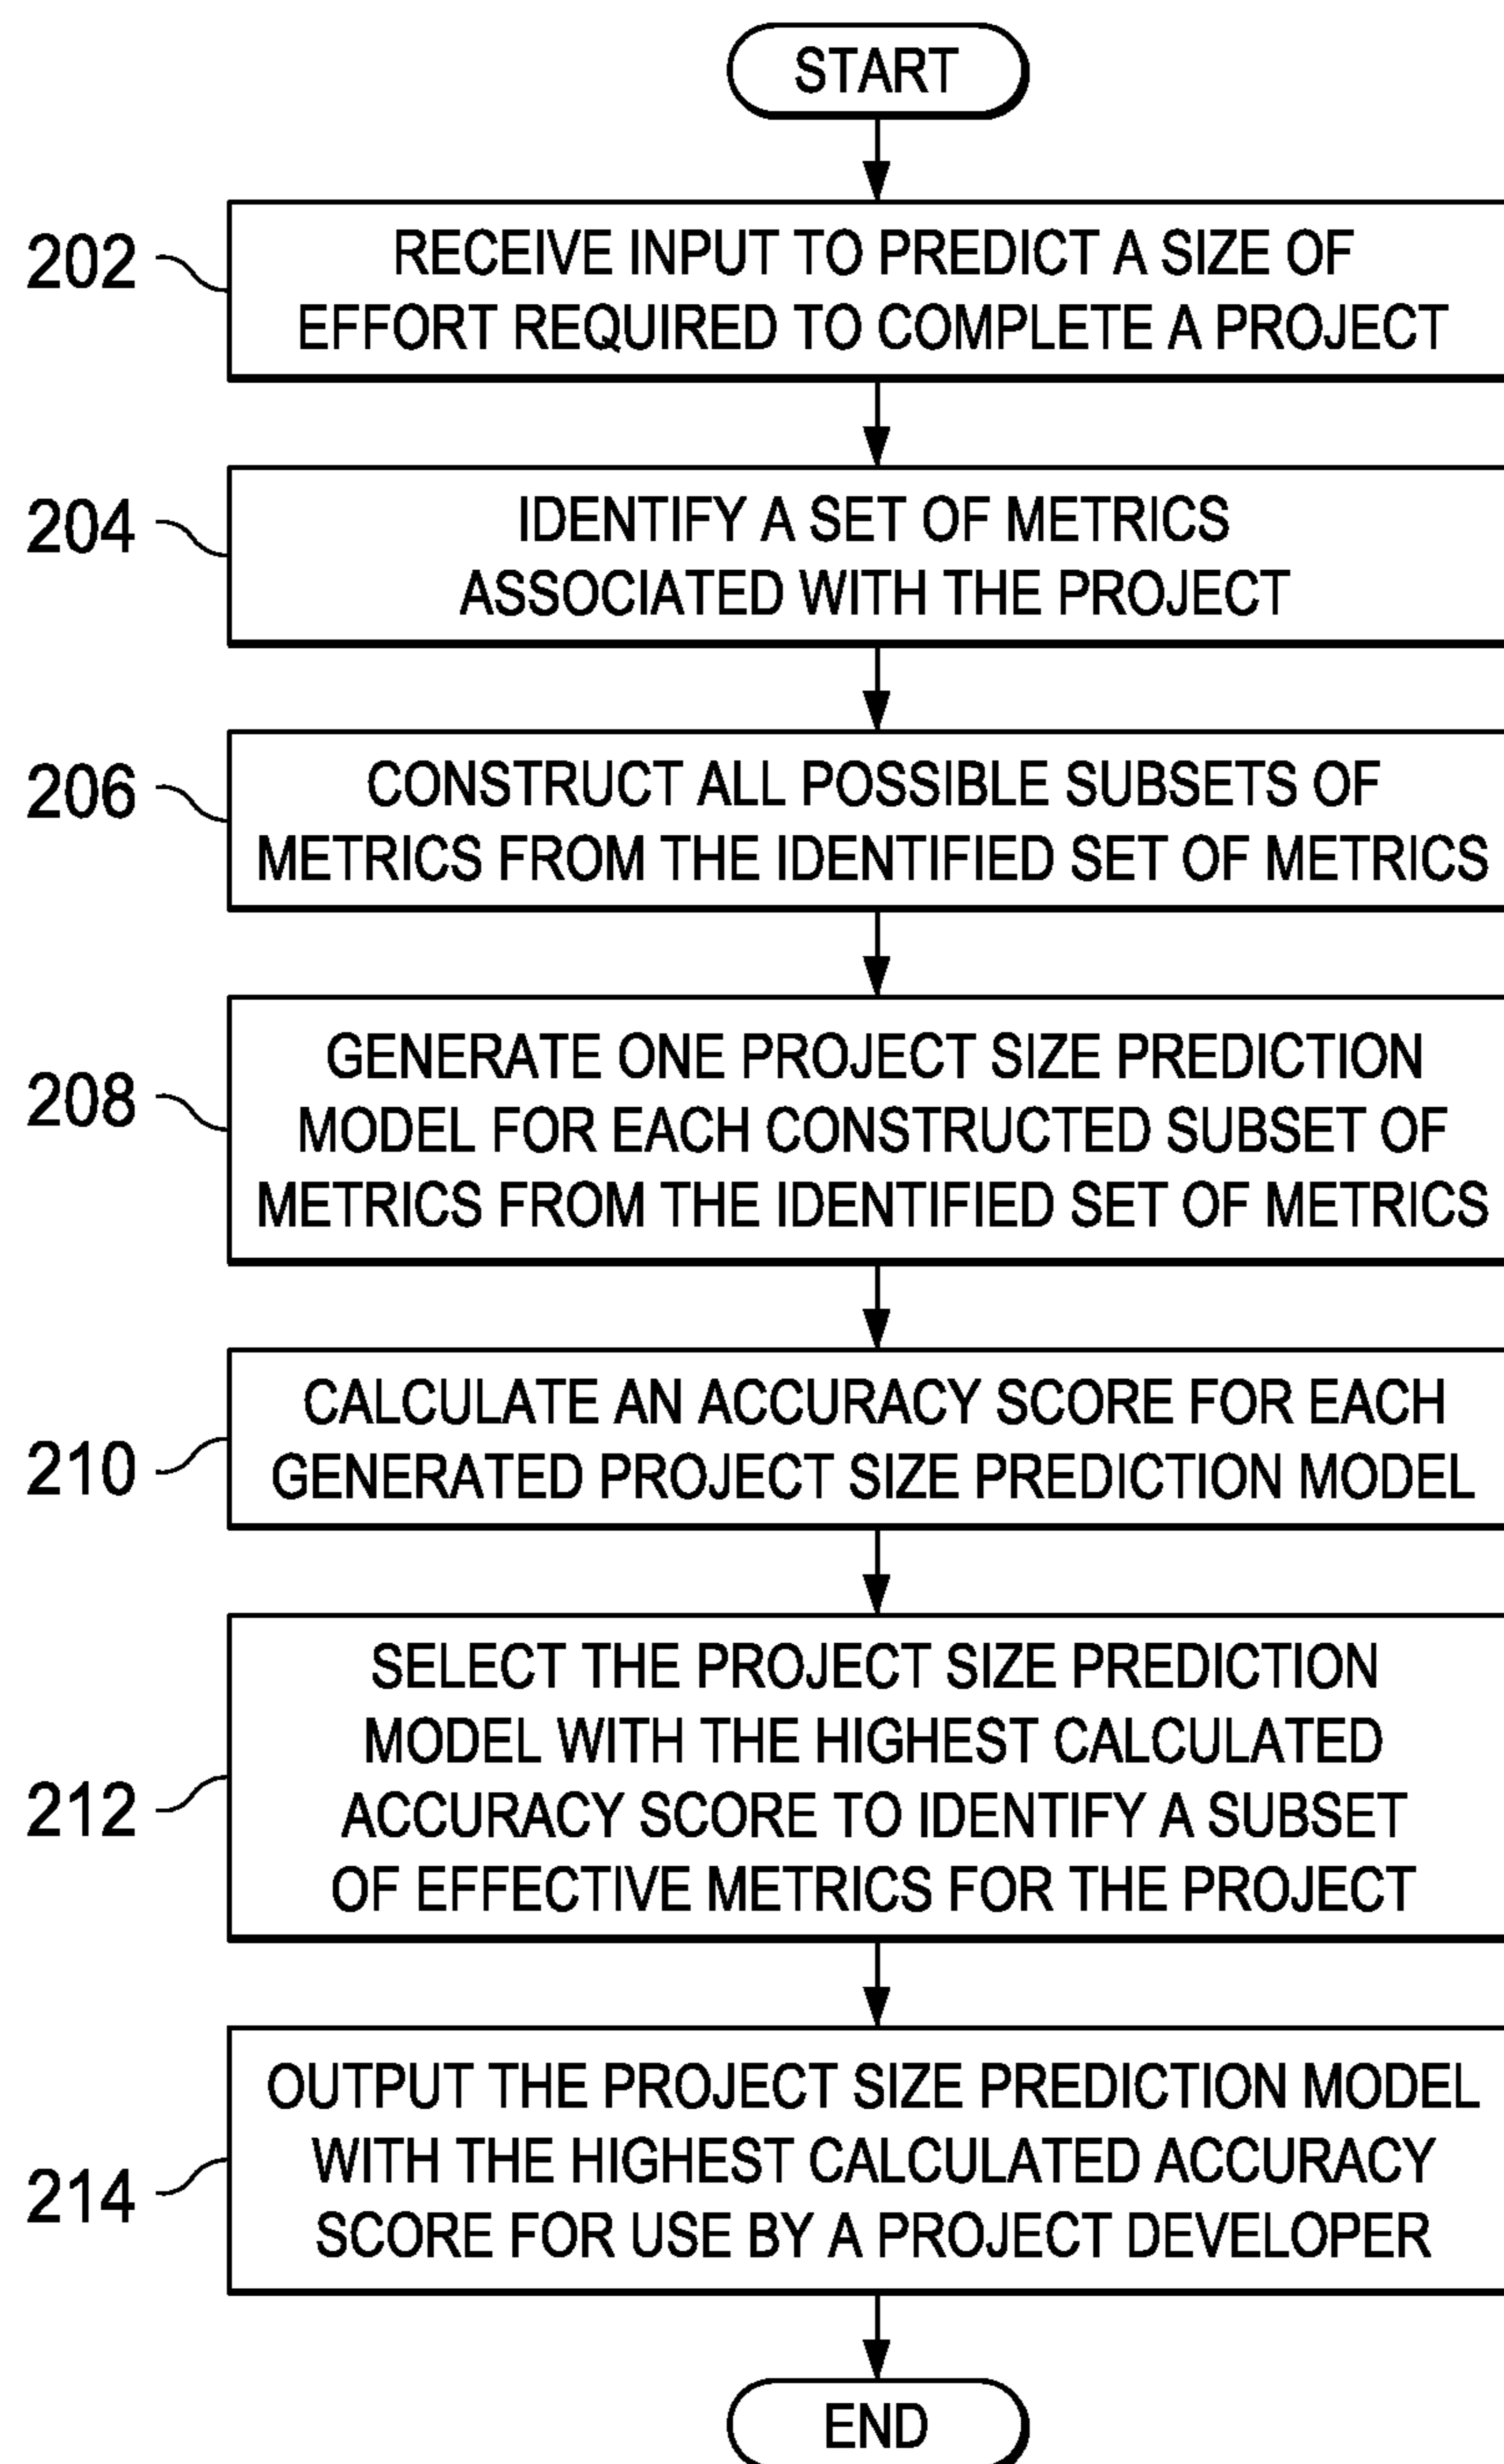 START
202
RECEIVE INPUT TO PREDICT A SIZE OF
EFFORT REQUIRED TO COMPLETE A PROJECT
204
IDENTIFY A SET OF METRICS
ASSOCIATED WITH THE PROJECT
206
CONSTRUCT ALL POSSIBLE SUBSETS OF
METRICS FROM THE IDENTIFIED SET OF METRICS
208
GENERATE ONE PROJECT SIZE PREDICTION
MODEL FOR EACH CONSTRUCTED SUBSET OF
METRICS FROM THE IDENTIFIED SET OF METRICS
210
CALCULATE AN ACCURACY SCORE FOR EACH
GENERATED PROJECT SIZE PREDICTION MODEL
212
SELECT THE PROJECT SIZE PREDICTION
MODEL WITH THE HIGHEST CALCULATED
ACCURACY SCORE TO IDENTIFY A SUBSET
OF EFFECTIVE METRICS FOR THE PROJECT
214
OUTPUT THE PROJECT SIZE PREDICTION MODEL
WITH THE HIGHEST CALCULATED ACCURACY
SCORE FOR USE BY A PROJECT DEVELOPER
END